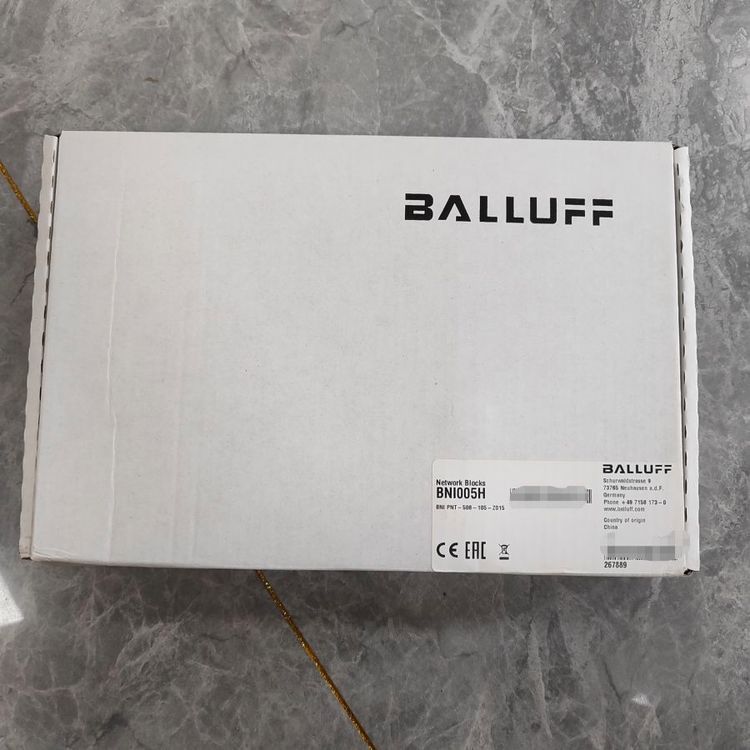 BALLUFF
Network Blocks
BNI005H
BNI PNT-508-105-Z015
CE EAC
BALLUFF
Schurwaldstrasse 9
73765 Neuhausen a.d.F.
Germany
Phone +49 7158 173-0
www.balluff.com
Country of origin
China
267889